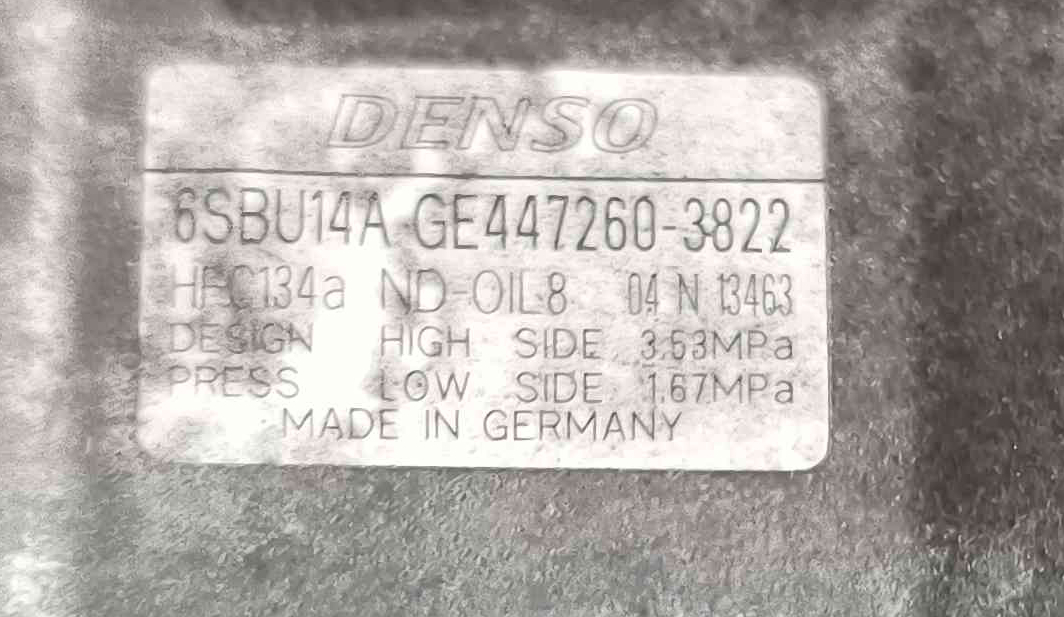 DENSO
6SBU14A GE447260-3822
HFC134a ND-OIL8 04 N 13463
DESIGN HIGH SIDE 3.53MPa
PRESS LOW SIDE 1.67MPa
MADE IN GERMANY